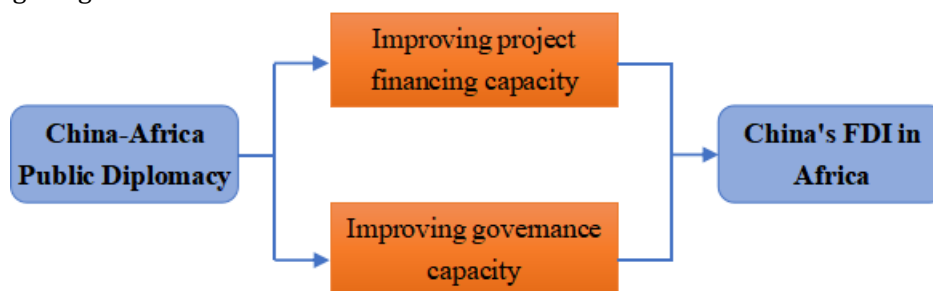 Improving project
financing capacity
China-Africa
Public Diplomacy
China's FDI in
Africa
Improving governance
capacity